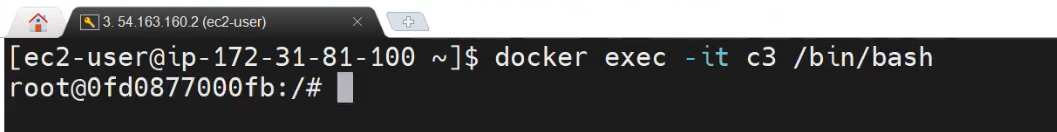 3. 54.163.160.2 (ec2-user)
[ec2-user@ip-172-31-81-100 ~]$ docker exec -it c3 /bin/bash
root@0fd0877000fb:/#